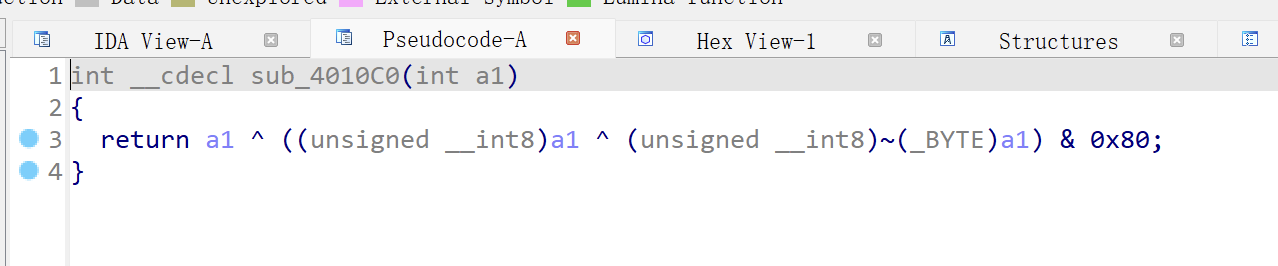 Data Unexplored External symbol Lumina function
IDA View-A Pseudocode-A Hex View-1 Structures
1 int __cdecl sub_4010C0(int a1)
2 {
3 return a1 ^ ((unsigned __int8)a1 ^ (unsigned __int8)~(_BYTE)a1) & 0x80;
4 }